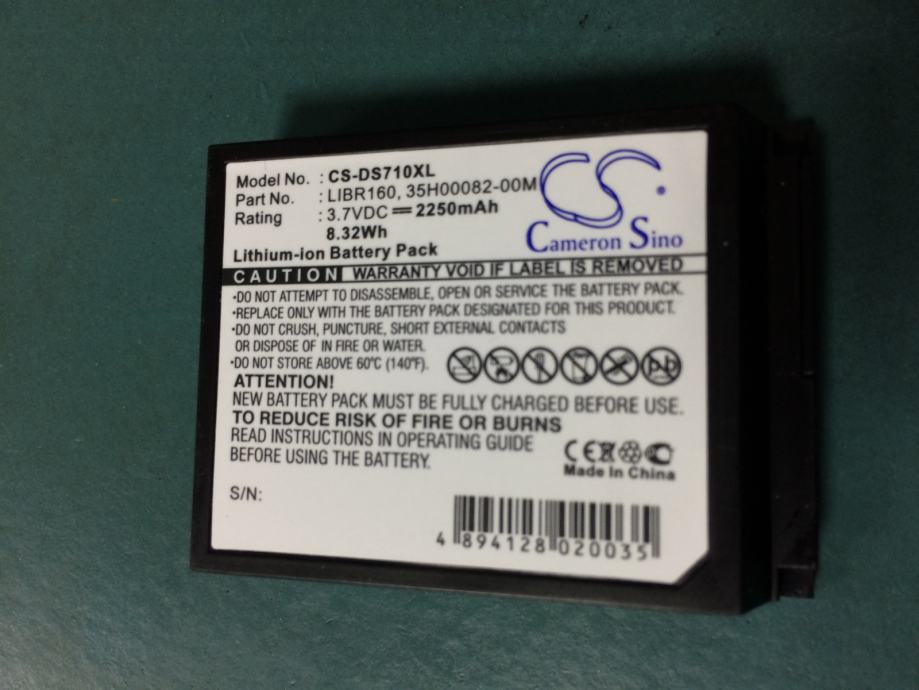 Model No. : CS-DS710XL
Part No. : LIBR160, 35H00082-00M
Rating : 3.7VDC ⎓ 2250mAh
8.32Wh
CS
Cameron Sino
Lithium-ion Battery Pack
CAUTION WARRANTY VOID IF LABEL IS REMOVED
•DO NOT ATTEMPT TO DISASSEMBLE, OPEN OR SERVICE THE BATTERY PACK.
•REPLACE ONLY WITH THE BATTERY PACK DESIGNATED FOR THIS PRODUCT.
•DO NOT CRUSH, PUNCTURE, SHORT EXTERNAL CONTACTS
OR DISPOSE OF IN FIRE OR WATER.
•DO NOT STORE ABOVE 60°C (140°F).
Pb
ATTENTION!
NEW BATTERY PACK MUST BE FULLY CHARGED BEFORE USE.
TO REDUCE RISK OF FIRE OR BURNS
READ INSTRUCTIONS IN OPERATING GUIDE
BEFORE USING THE BATTERY.
CE
Made In China
S/N:
4 894128 020035